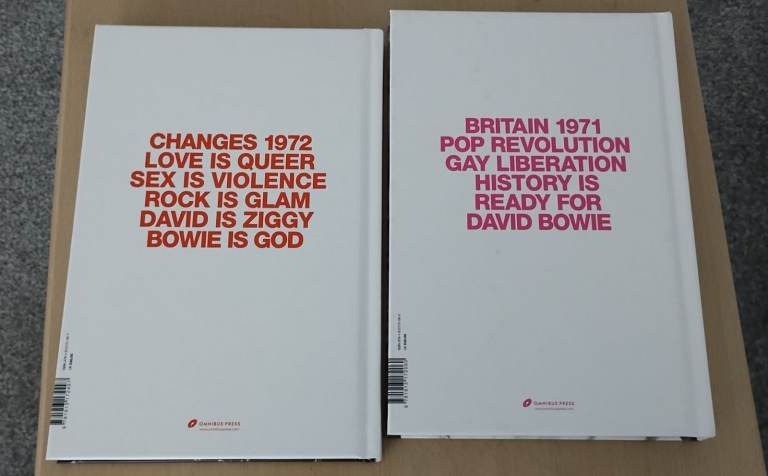 CHANGES 1972
LOVE IS QUEER
SEX IS VIOLENCE
ROCK IS GLAM
DAVID IS ZIGGY
BOWIE IS GOD
OMNIBUS PRESS
BRITAIN 1971
POP REVOLUTION
GAY LIBERATION
HISTORY IS
READY FOR
DAVID BOWIE
OMNIBUS PRESS